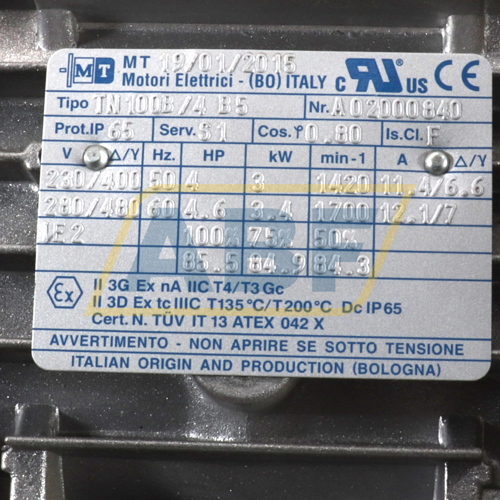 MT
MT 19/01/2015
Motori Elettrici - (BO) ITALY c RU US CE
Tipo TN100B/4 B5 Nr. A02000840
Prot.IP 65 Serv. S1 Cos.φ 0.80 Is.Cl. F
V Δ/Y Hz. HP kW min-1 A Δ/Y
230/400 50 4 3 1420 11.4/6.6
280/480 60 4.6 3.4 1700 12.1/7
IE2 100% 75% 50%
85.5 84.9 84.3
Ex II 3G Ex nA IIC T4/T3 Gc
II 3D Ex tc IIIC T135°C/T200°C Dc IP65
Cert. N. TÜV IT 13 ATEX 042 X
AVVERTIMENTO - NON APRIRE SE SOTTO TENSIONE
ITALIAN ORIGIN AND PRODUCTION (BOLOGNA)